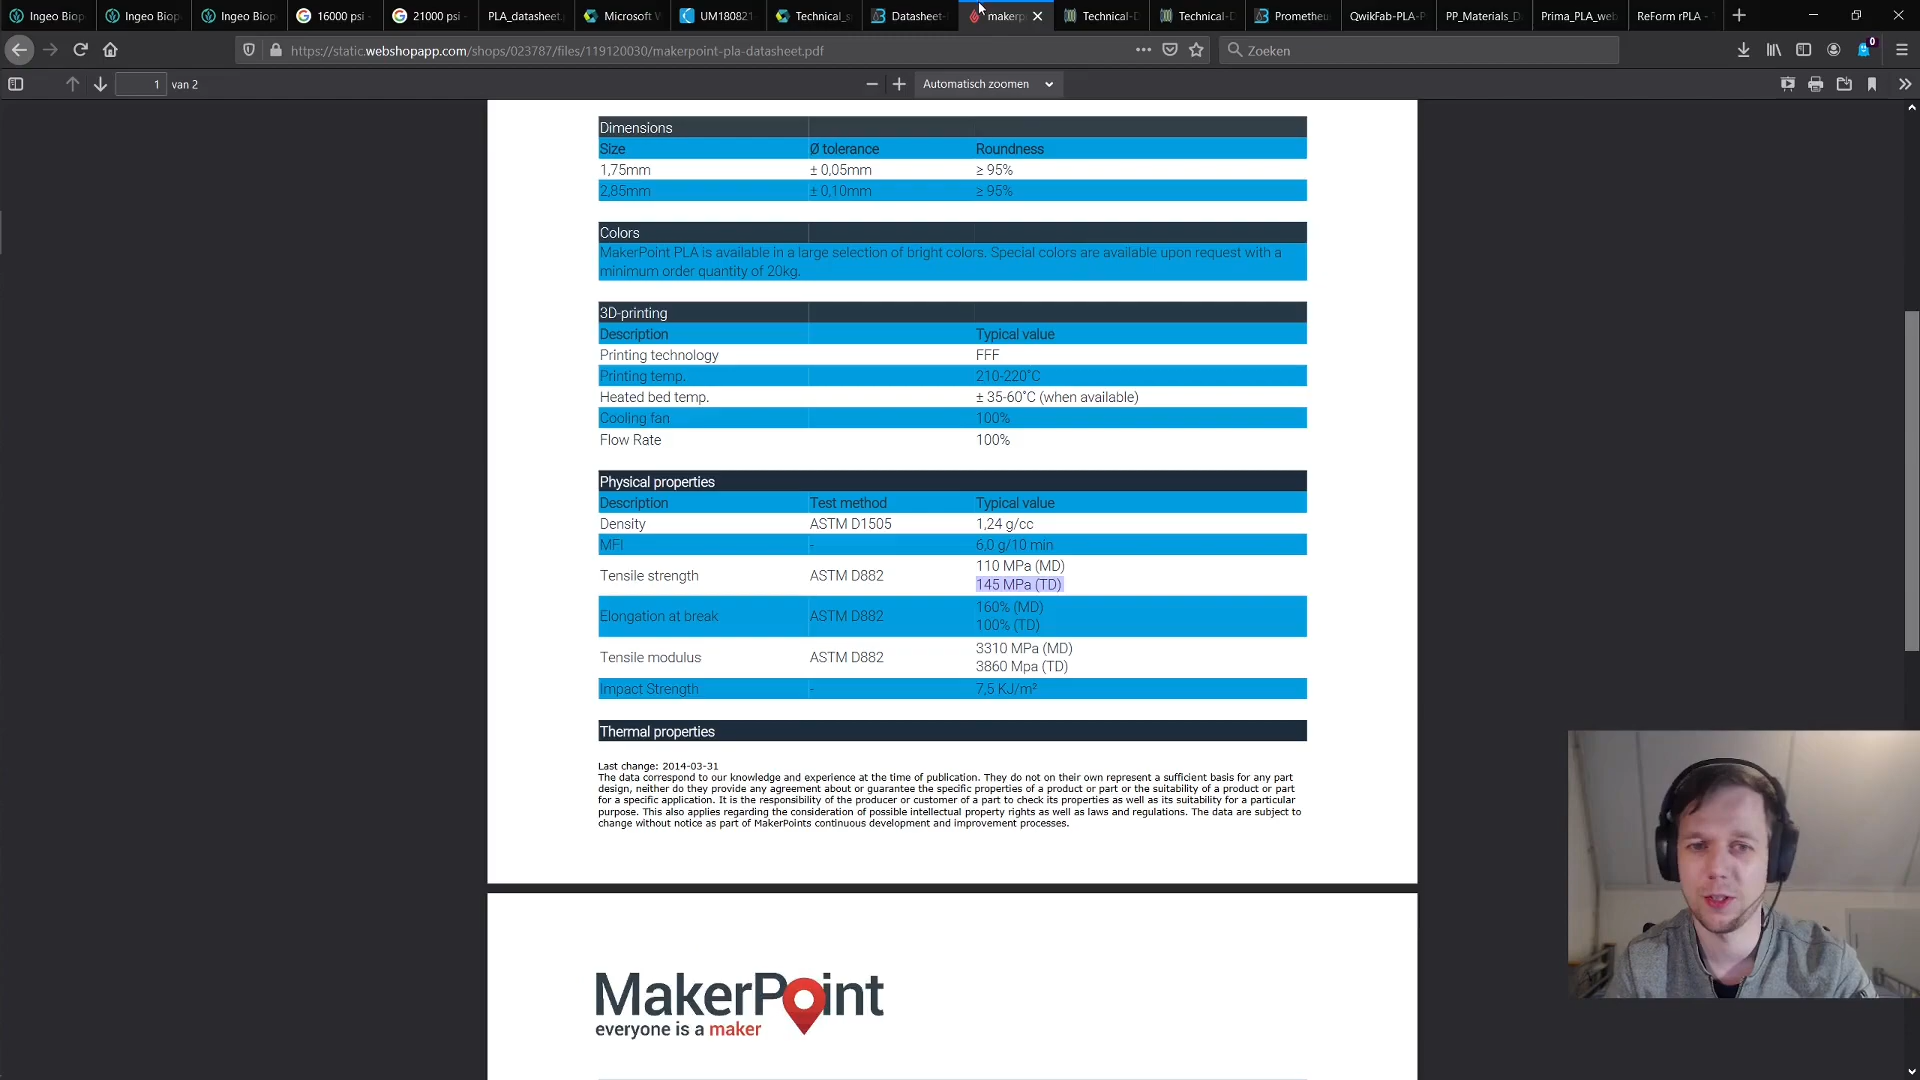 Ingeo Biop
Ingeo Biop
Ingeo Biop
16000 psi -
21000 psi -
PLA_datasheet.p
Microsoft W
UM180821
Technical_s
Datasheet-
makerp
Technical-D
Technical-D
Prometheu
QwikFab-PLA-P
PP_Materials_D
Prima_PLA_web
ReForm rPLA -
https://static.webshopapp.com/shops/023787/files/119120030/makerpoint-pla-datasheet.pdf
Zoeken
0
1 van 2
Automatisch zoomen
Dimensions
Size Ø tolerance Roundness
1,75mm ± 0,05mm ≥ 95%
2,85mm ± 0,10mm ≥ 95%
Colors
MakerPoint PLA is available in a large selection of bright colors. Special colors are available upon request with a
minimum order quantity of 20kg.
3D-printing
Description Typical value
Printing technology FFF
Printing temp. 210-220˚C
Heated bed temp. ± 35-60˚C (when available)
Cooling fan 100%
Flow Rate 100%
Physical properties
Description Test method Typical value
Density ASTM D1505 1,24 g/cc
MFI - 6,0 g/10 min
Tensile strength ASTM D882 110 MPa (MD)
145 MPa (TD)
Elongation at break ASTM D882 160% (MD)
100% (TD)
Tensile modulus ASTM D882 3310 MPa (MD)
3860 Mpa (TD)
Impact Strength - 7,5 KJ/m²
Thermal properties
Last change: 2014-03-31
The data correspond to our knowledge and experience at the time of publication. They do not on their own represent a sufficient basis for any part
design, neither do they provide any agreement about or guarantee the specific properties of a product or part or the suitability of a product or part
for a specific application. It is the responsibility of the producer or customer of a part to check its properties as well as its suitability for a particular
purpose. This also applies regarding the consideration of possible intellectual property rights as well as laws and regulations. The data are subject to
change without notice as part of MakerPoints continuous development and improvement processes.
MakerPoint
everyone is a maker